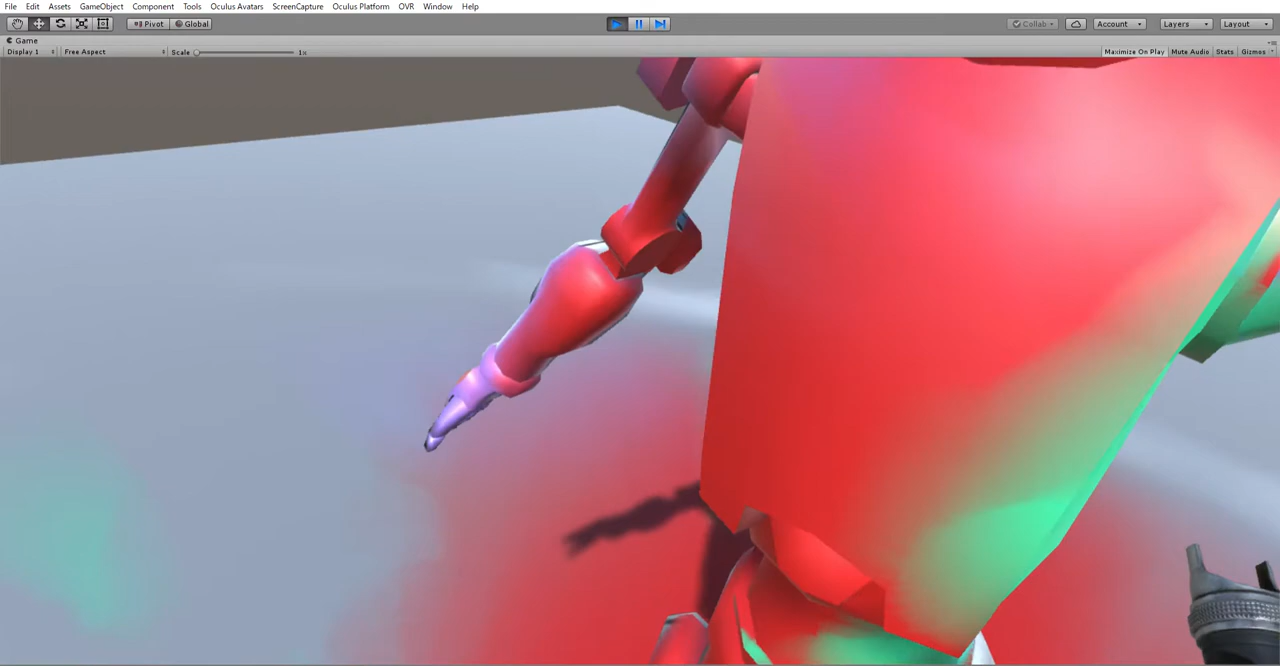 File Edit Assets GameObject Component Tools Oculus Avatars ScreenCapture Oculus Platform OVR Window Help
Pivot Global Collab Account Layers Layout
Game
Display 1 Free Aspect Scale 1x Maximize On Play Mute Audio Stats Gizmos